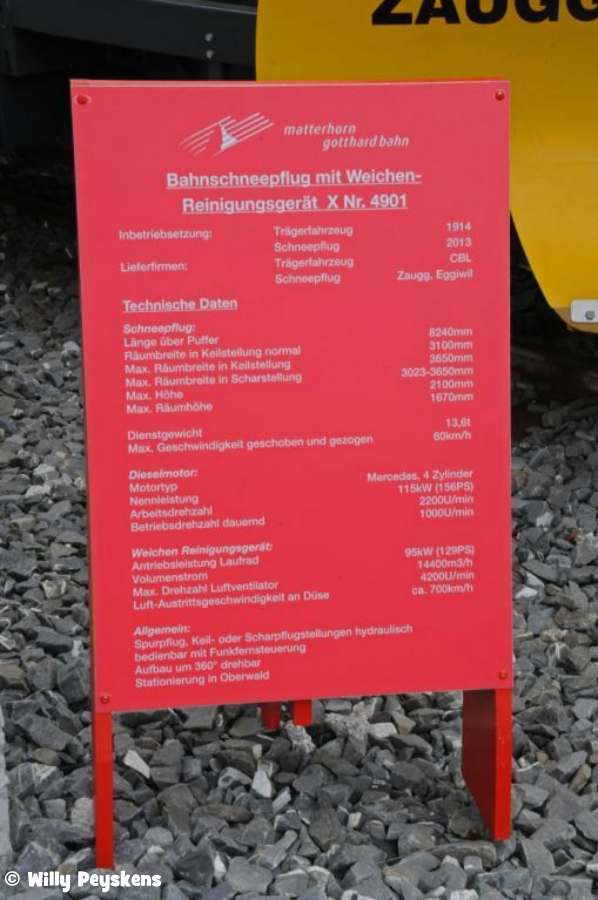 ZAUGG
matterhorn
gotthard bahn
Bahnschneepflug mit Weichen-
Reinigungsgerät X Nr. 4901
Inbetriebsetzung: Trägerfahrzeug 1914
Schneepflug 2013
Lieferfirmen: Trägerfahrzeug CBL
Schneepflug Zaugg, Eggiwil
Technische Daten
Schneepflug:
Länge über Puffer 8240mm
Räumbreite in Keilstellung normal 3100mm
Max. Räumbreite in Keilstellung 3650mm
Max. Räumbreite in Scharstellung 3023-3650mm
Max. Höhe 2100mm
Max. Räumhöhe 1670mm
Dienstgewicht 13,6t
Max. Geschwindigkeit geschoben und gezogen 60km/h
Dieselmotor:
Motortyp Mercedes, 4 Zylinder
Nennleistung 115kW (156PS)
Arbeitsdrehzahl 2200U/min
Betriebsdrehzahl dauernd 1000U/min
Weichen Reinigungsgerät:
Antriebsleistung Laufrad 95kW (129PS)
Volumenstrom 14400m3/h
Max. Drehzahl Luftventilator 4200U/min
Luft-Austrittsgeschwindigkeit an Düse ca. 700km/h
Allgemein:
Spurpflug, Keil- oder Scharpflugstellungen hydraulisch
bedienbar mit Funkfernsteuerung
Aufbau um 360° drehbar
Stationierung in Oberwald
© Willy Peyskens